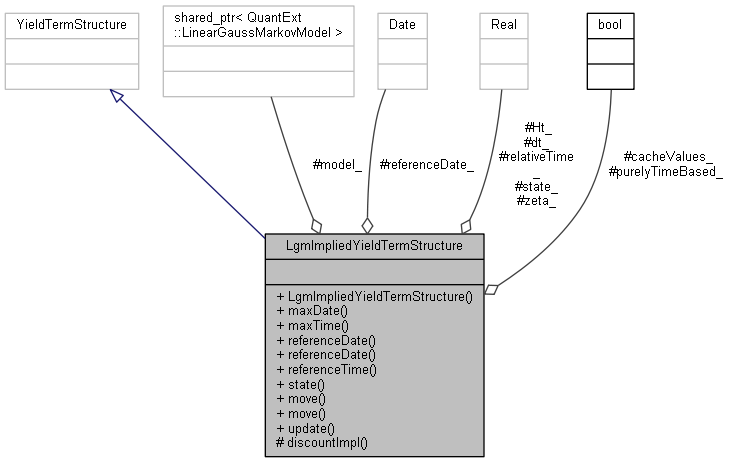 YieldTermStructure
shared_ptr< QuantExt
::LinearGaussMarkovModel >
Date
Real
bool
#model_
#referenceDate_
#Ht_
#dt_
#relativeTime
_
#state_
#zeta_
#cacheValues_
#purelyTimeBased_
LgmImpliedYieldTermStructure
+ LgmImpliedYieldTermStructure()
+ maxDate()
+ maxTime()
+ referenceDate()
+ referenceDate()
+ referenceTime()
+ state()
+ move()
+ move()
+ update()
# discountImpl()